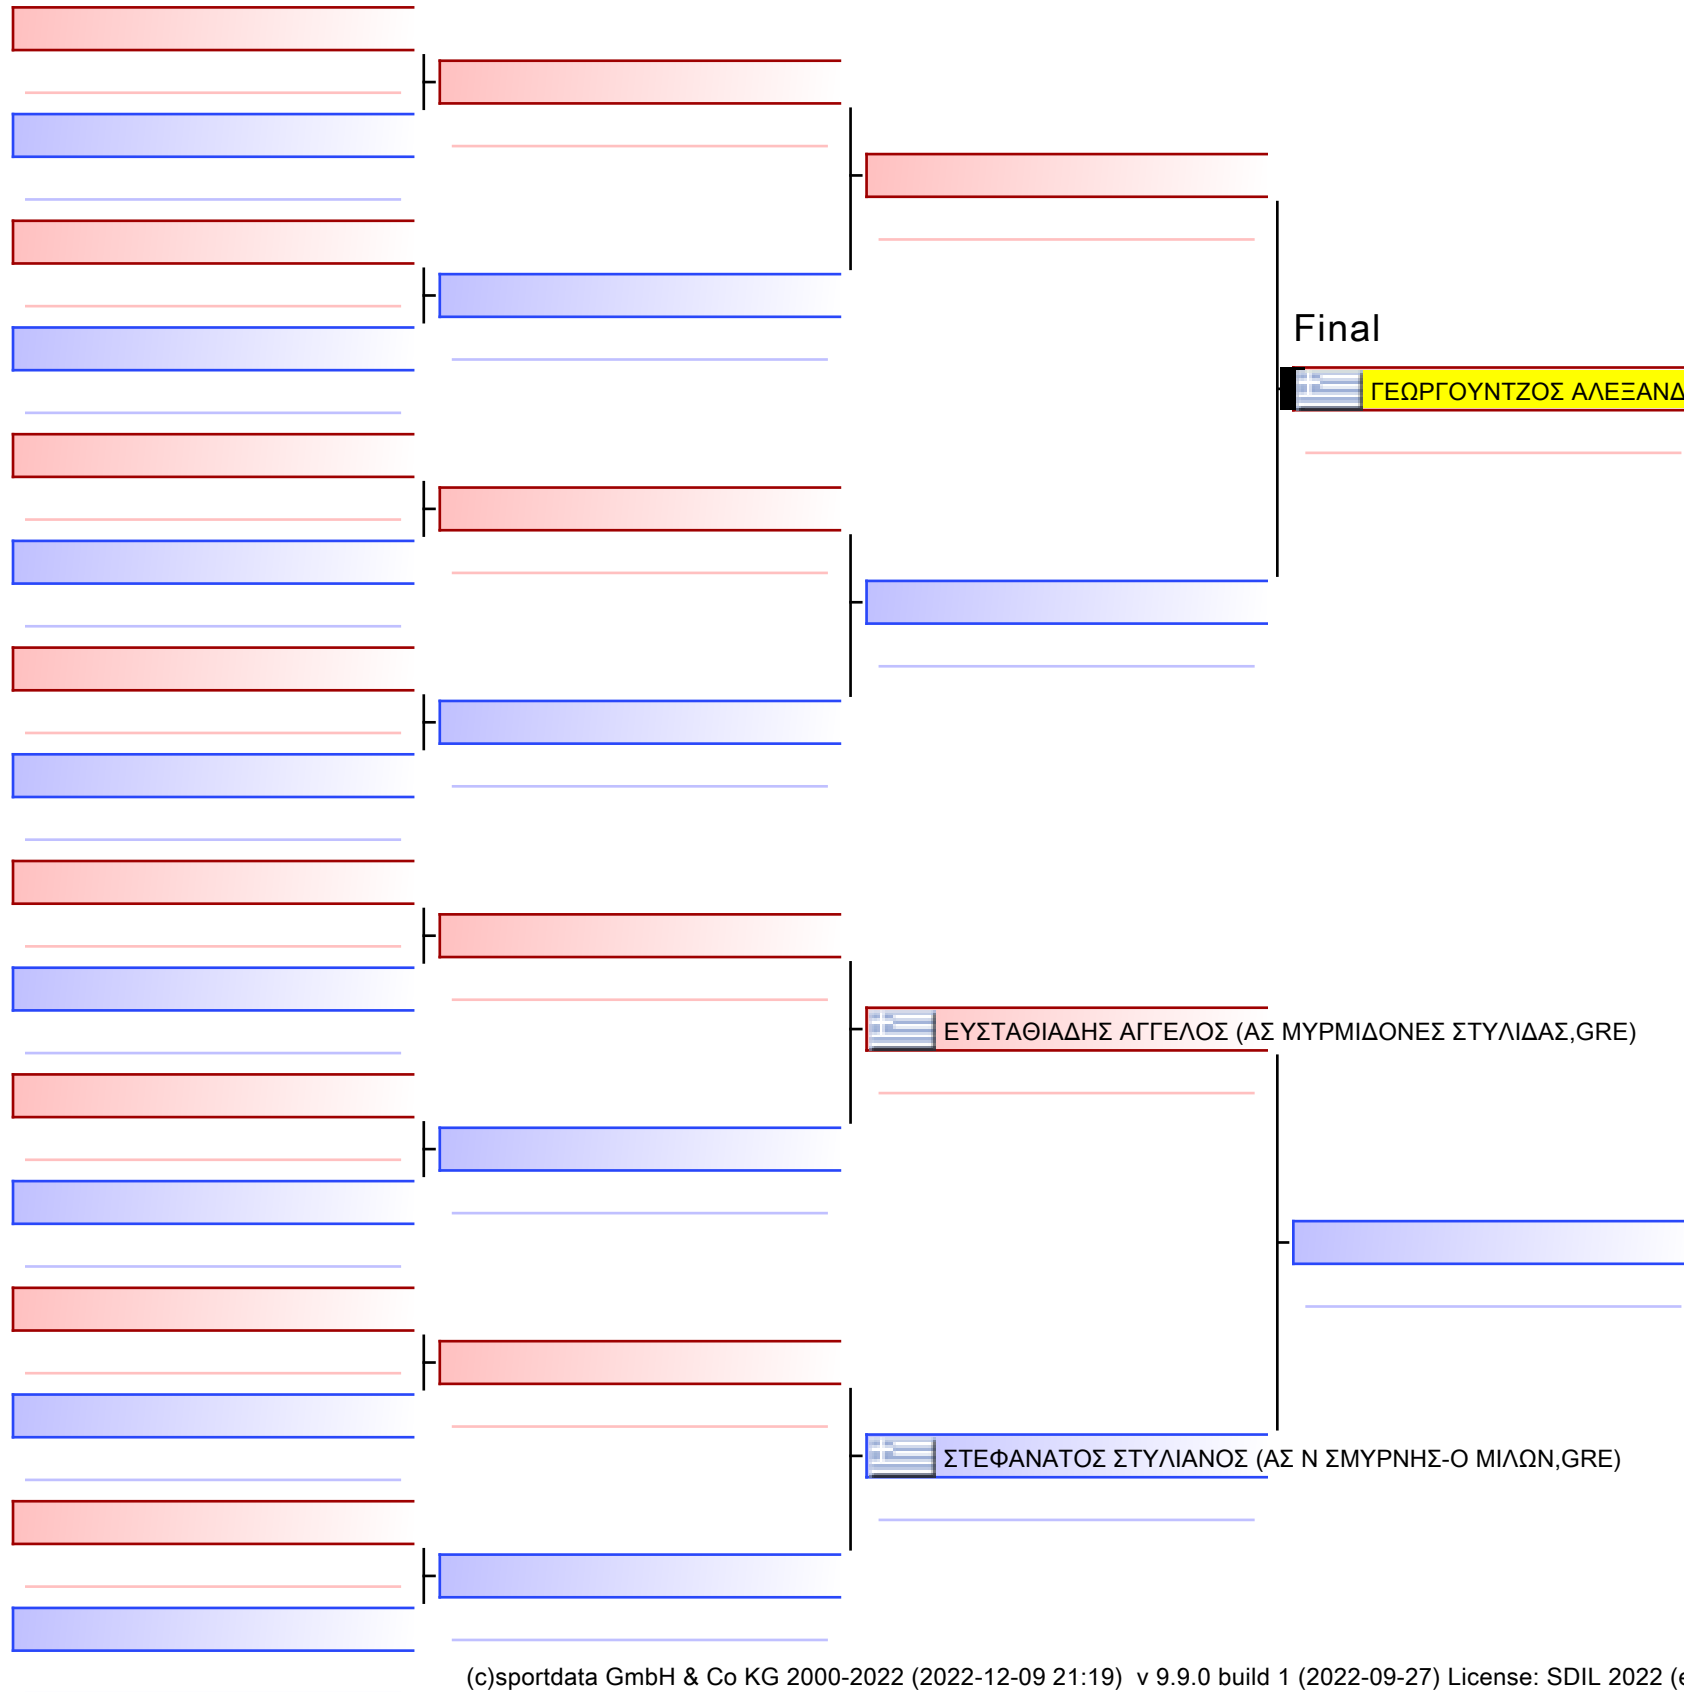 Final
ΓΕΩΡΓΟΥΝΤΖΟΣ ΑΛΕΞΑΝΔ
ΕΥΣΤΑΘΙΑΔΗΣ ΑΓΓΕΛΟΣ (ΑΣ ΜΥΡΜΙΔΟΝΕΣ ΣΤΥΛΙΔΑΣ,GRE)
ΣΤΕΦΑΝΑΤΟΣ ΣΤΥΛΙΑΝΟΣ (ΑΣ Ν ΣΜΥΡΝΗΣ-Ο ΜΙΛΩΝ,GRE)
(c)sportdata GmbH & Co KG 2000-2022 (2022-12-09 21:19) v 9.9.0 build 1 (2022-09-27) License: SDIL 2022 (e